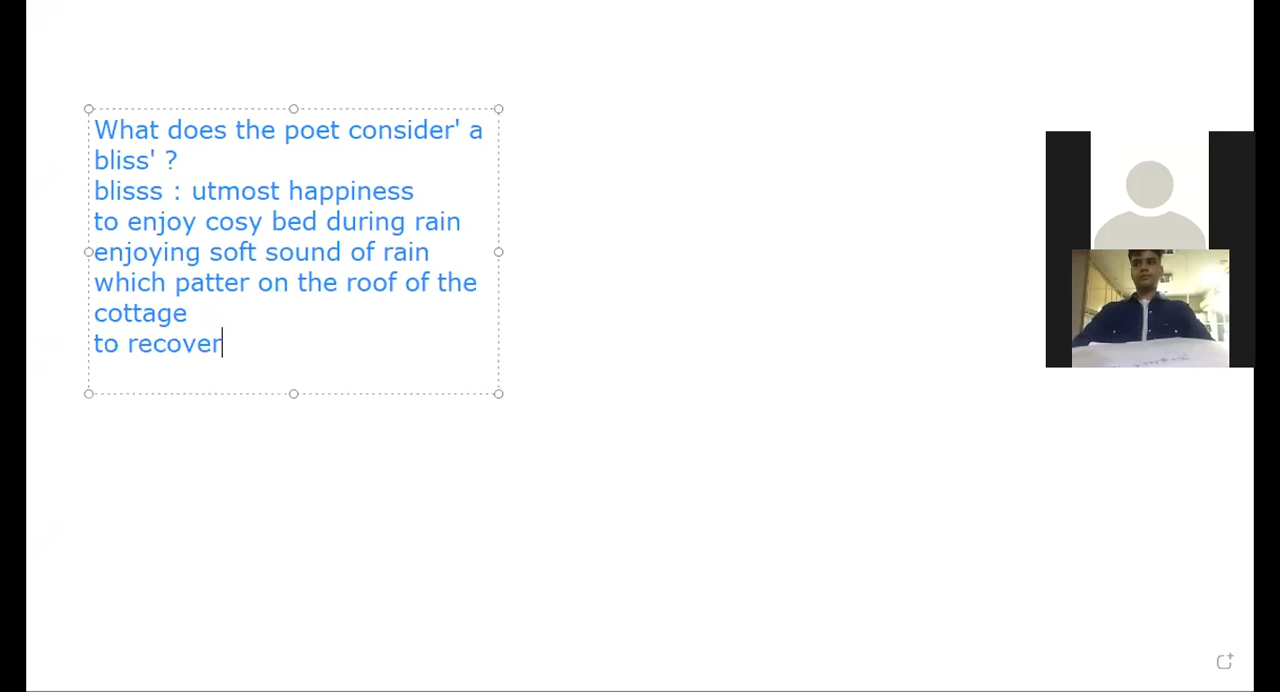 What does the poet consider' a
bliss' ?
blisss : utmost happiness
to enjoy cosy bed during rain
enjoying soft sound of rain
which patter on the roof of the
cottage
to recover